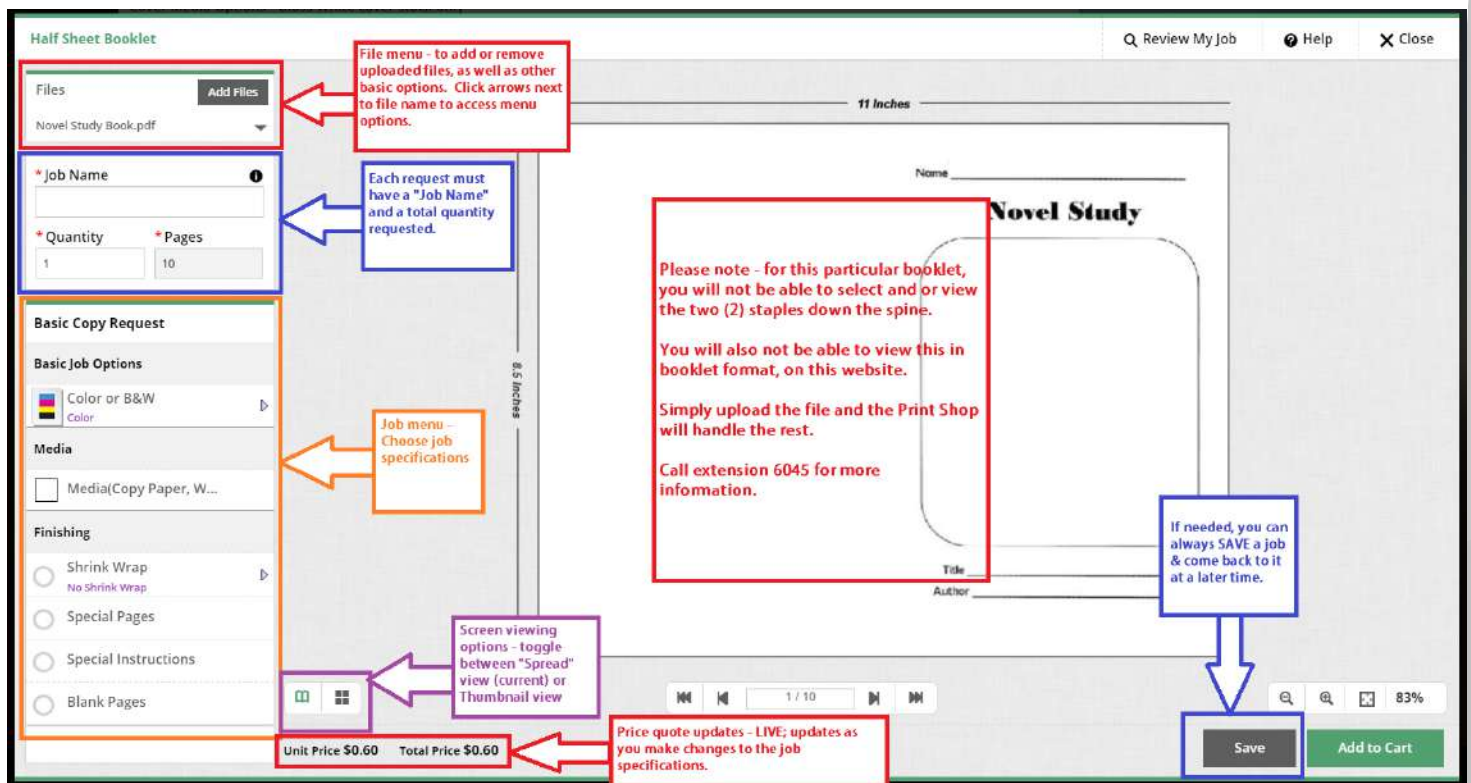 Half Sheet Booklet
Review My Job
Help
Close
Files
Add Files
Novel Study Book.pdf
File menu - to add or remove
uploaded files, as well as other
basic options. Click arrows next
to file name to access menu
options.
*Job Name
*Quantity
*Pages
1
10
Each request must
have a "Job Name"
and a total quantity
requested.
Basic Copy Request
Basic Job Options
Color or B&W
Color
Media
Media(Copy Paper, W...
Finishing
Shrink Wrap
No Shrink Wrap
Special Pages
Special Instructions
Blank Pages
Job menu -
Choose job
specifications
11 Inches
8.5 Inches
Name
Novel Study
Please note - for this particular booklet,
you will not be able to select and or view
the two (2) staples down the spine.
You will also not be able to view this in
booklet format, on this website.
Simply upload the file and the Print Shop
will handle the rest.
Call extension 6045 for more
information.
Title
Author
If needed, you can
always SAVE a job
& come back to it
at a later time.
Screen viewing
options - toggle
between "Spread"
view (current) or
Thumbnail view
1 / 10
83%
Unit Price $0.60 Total Price $0.60
Price quote updates - LIVE; updates as
you make changes to the job
specifications.
Save
Add to Cart